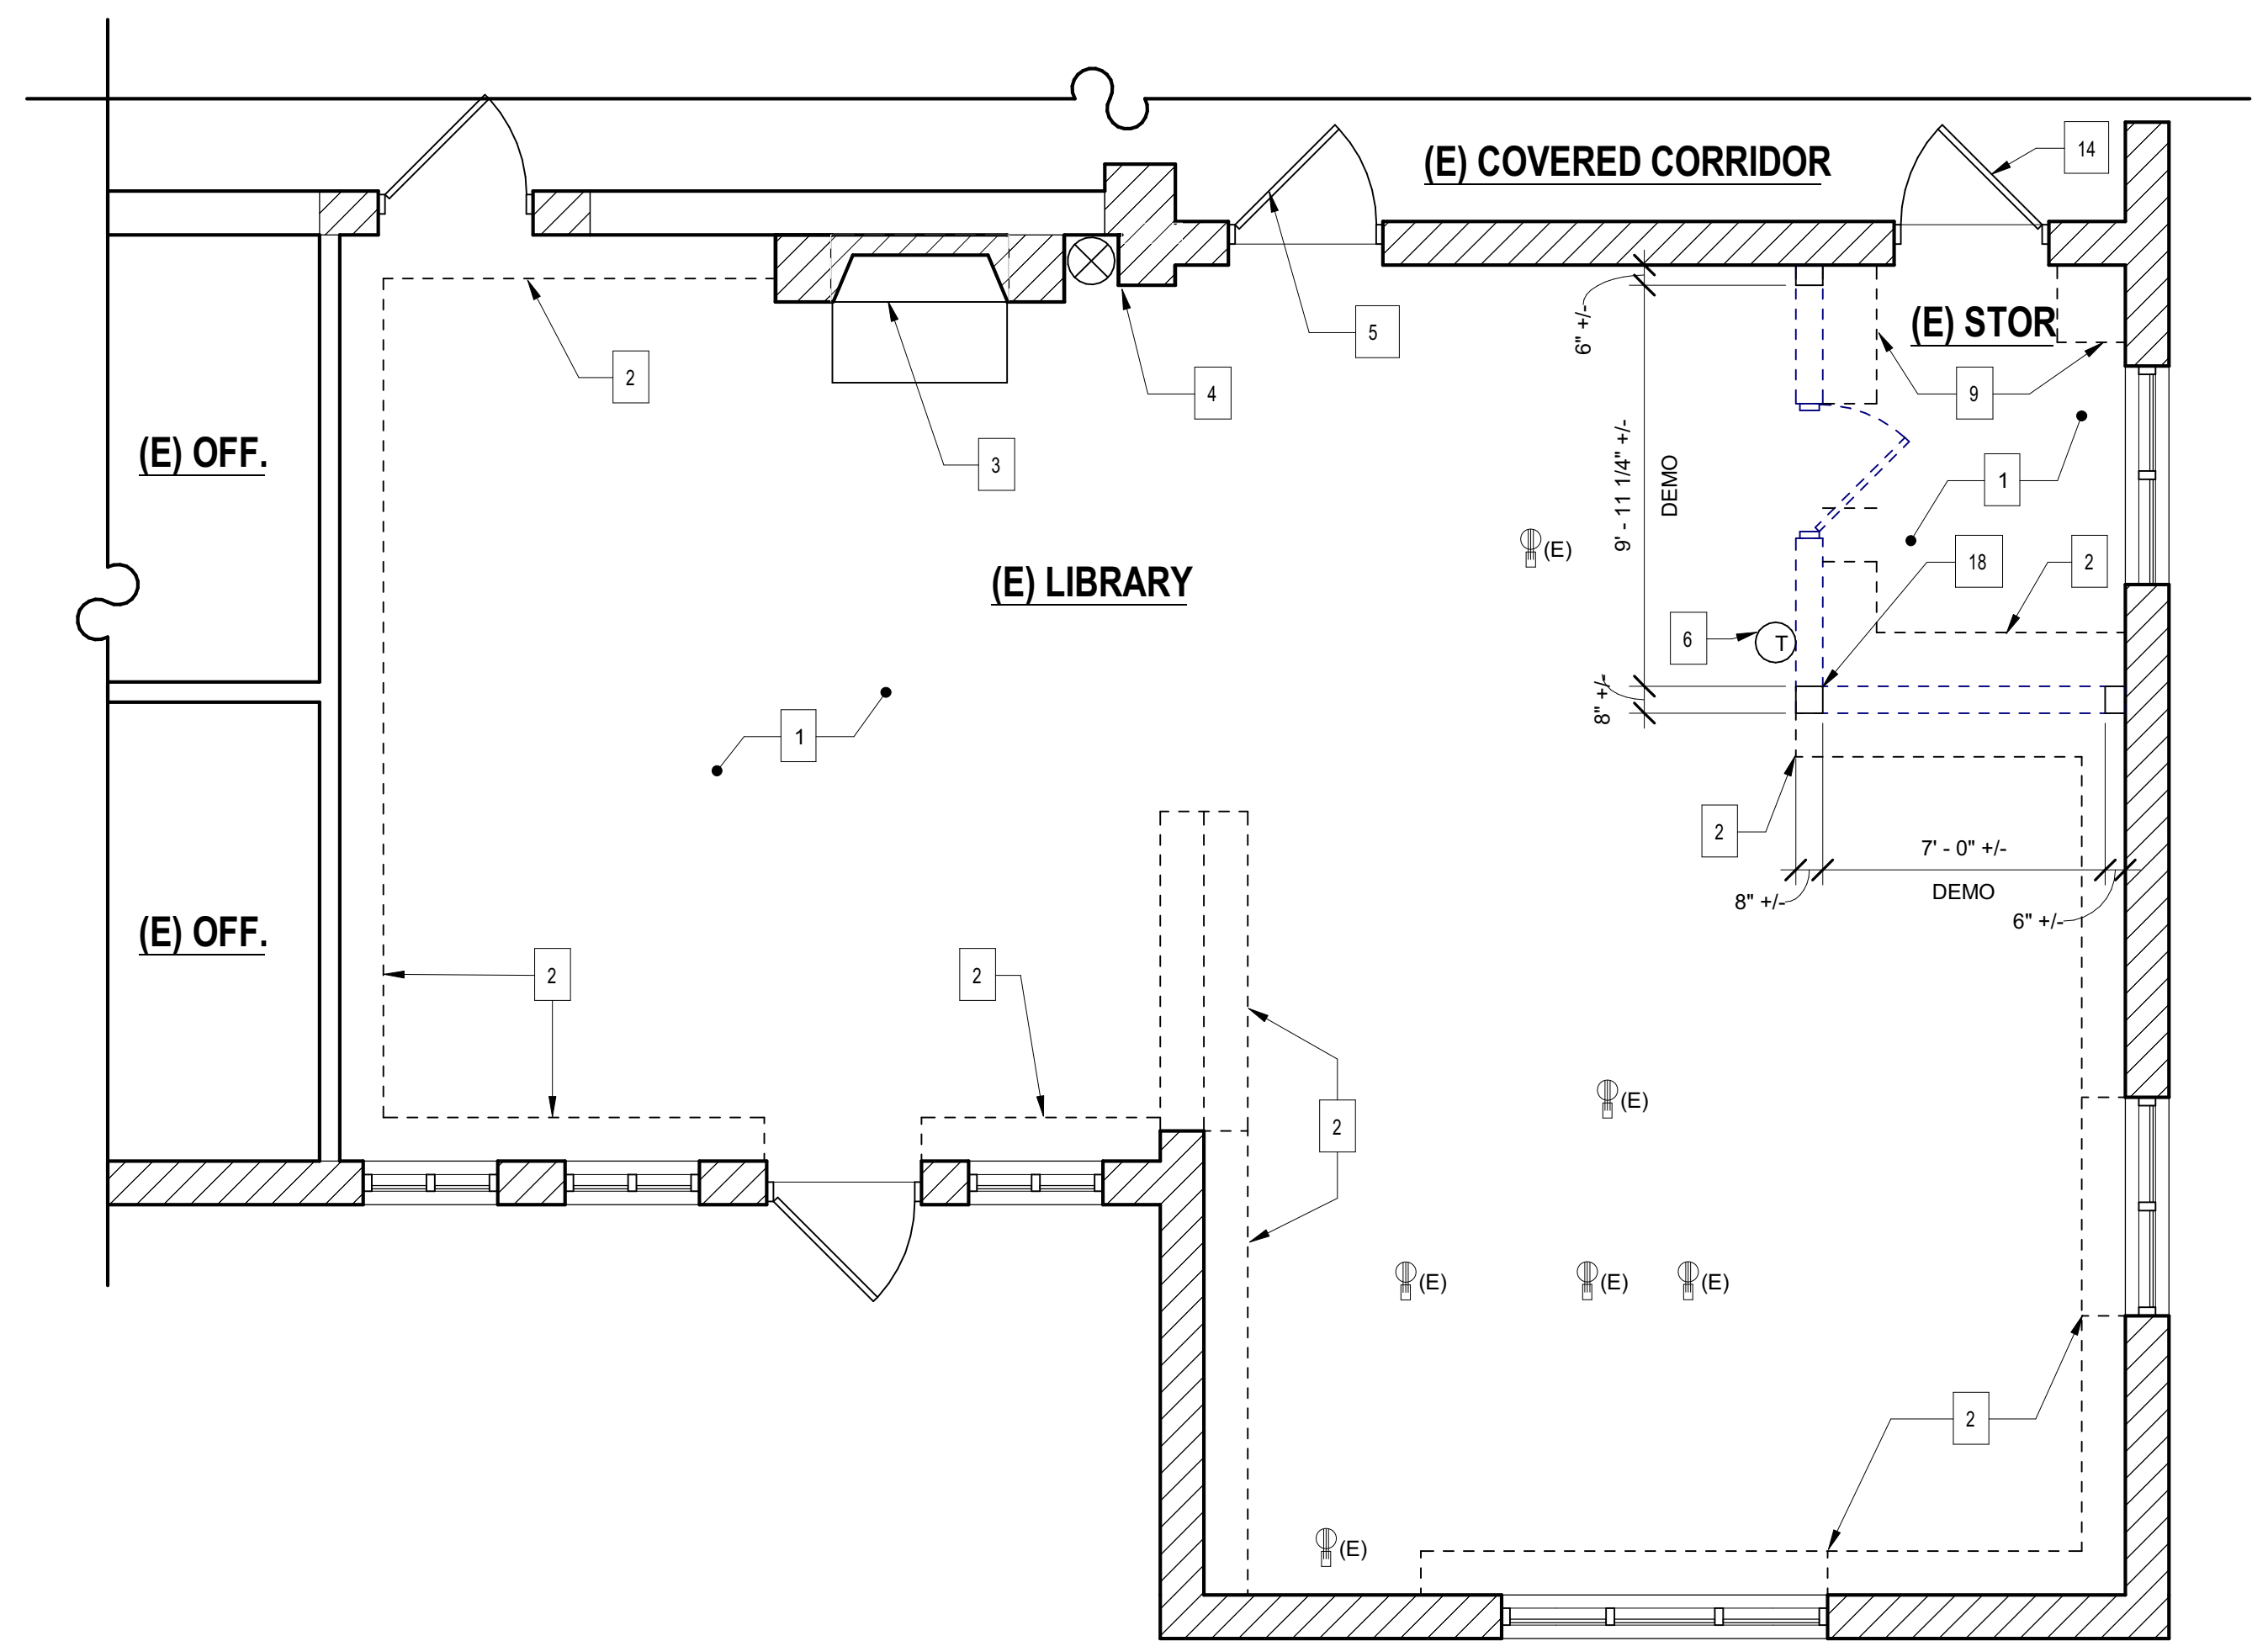 (E) COVERED CORRIDOR
14
(E) STOR
5
6" +/-
2
4
9
(E) OFF.
3
9' - 11 1/4" +/-
DEMO
1
(E)
(E) LIBRARY
18
2
6
T
8" +/-
1
2
7' - 0" +/-
DEMO
8" +/-
6" +/-
(E) OFF.
2
2
2
(E)
(E)
(E)
(E)
2
(E)